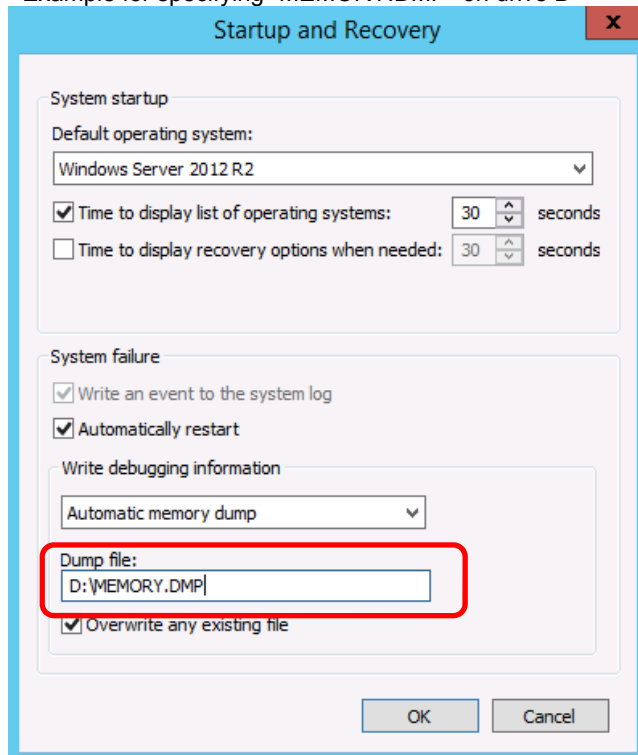 Startup and Recovery
x
System startup
Default operating system:
Windows Server 2012 R2
Time to display list of operating systems: 30 seconds
Time to display recovery options when needed: 30 seconds
System failure
Write an event to the system log
Automatically restart
Write debugging information
Automatic memory dump
Dump file:
D:\MEMORY.DMP
Overwrite any existing file
OK Cancel